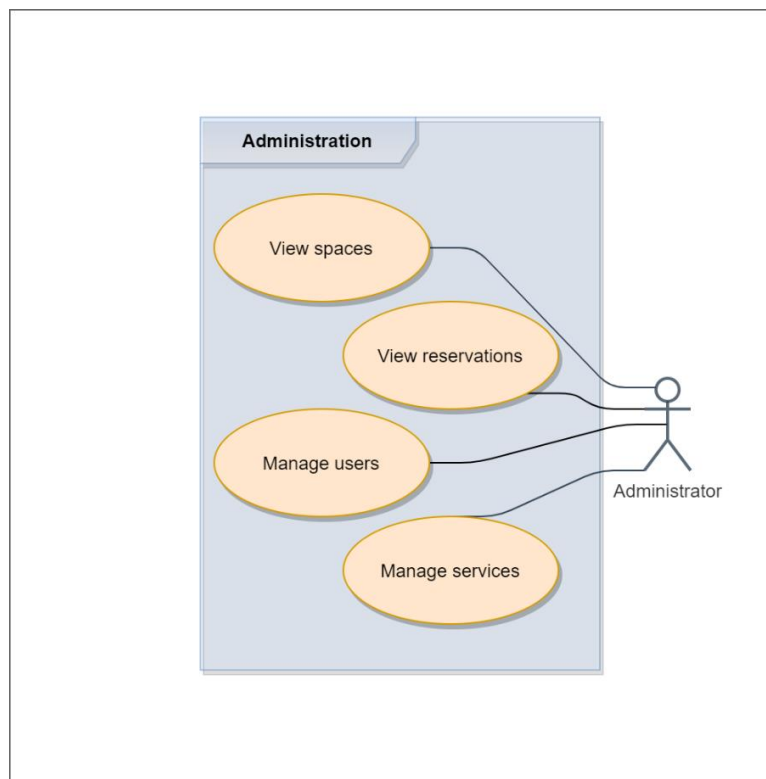 Administration
View spaces
View reservations
Manage users
Administrator
Manage services